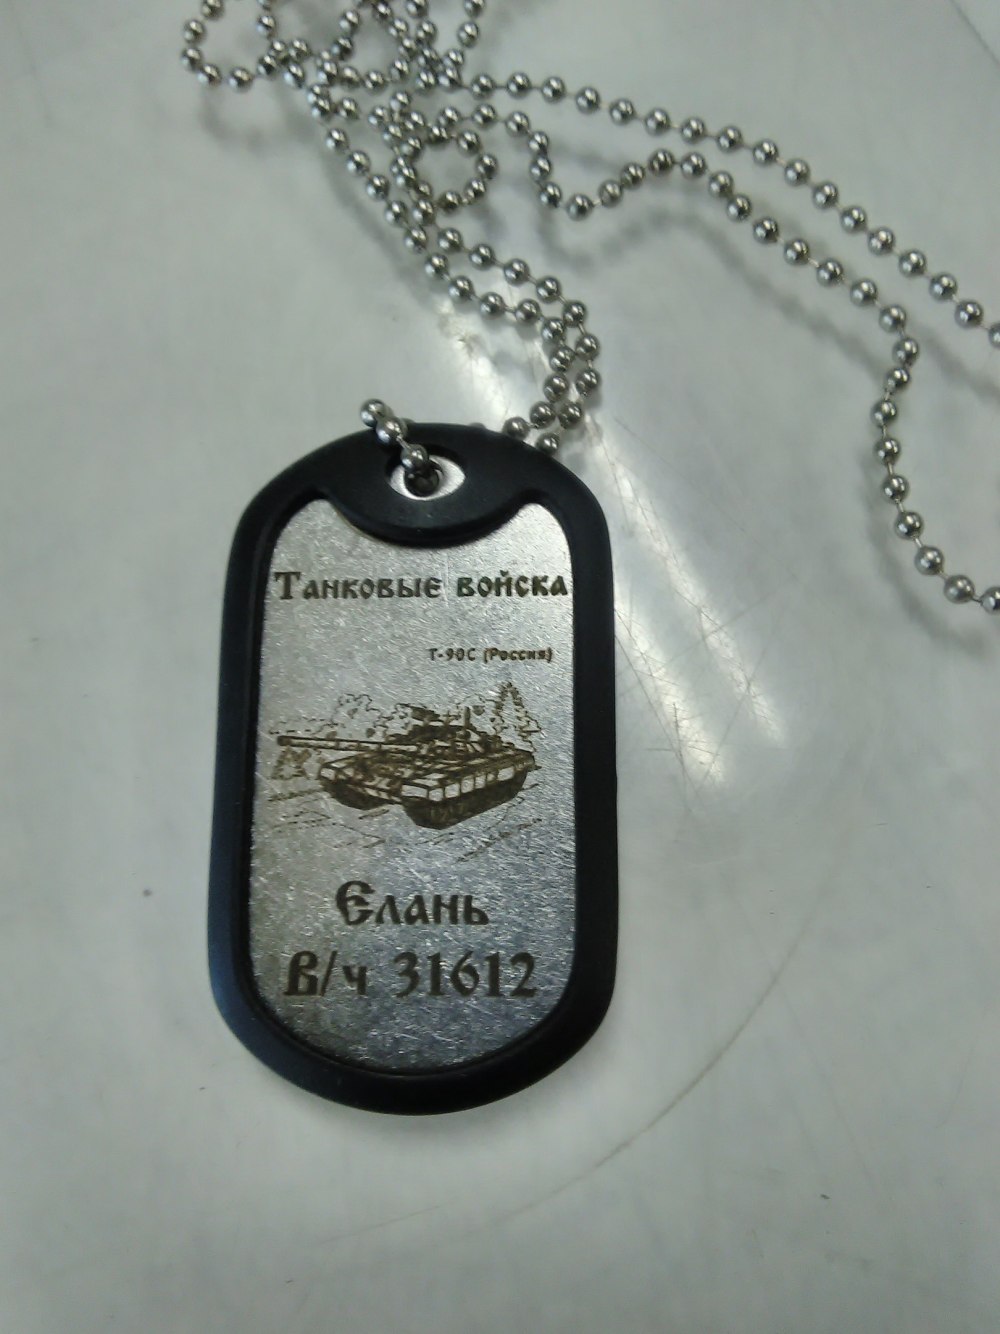 Танковые войска
Т-90С (Россия)
Елань
В/ч 31612